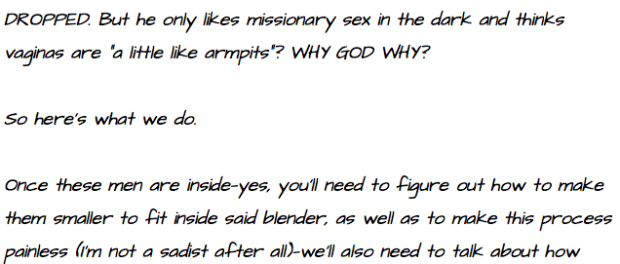 DROPPED. But he only likes missionary sex in the dark and thinks
vaginas are "a little like armpits"? WHY GOD WHY?
So here's what we do.
Once these men are inside-yes, you'll need to figure out how to make
them smaller to fit inside said blender, as well as to make this process
painless (I'm not a sadist after all)-we'll also need to talk about how